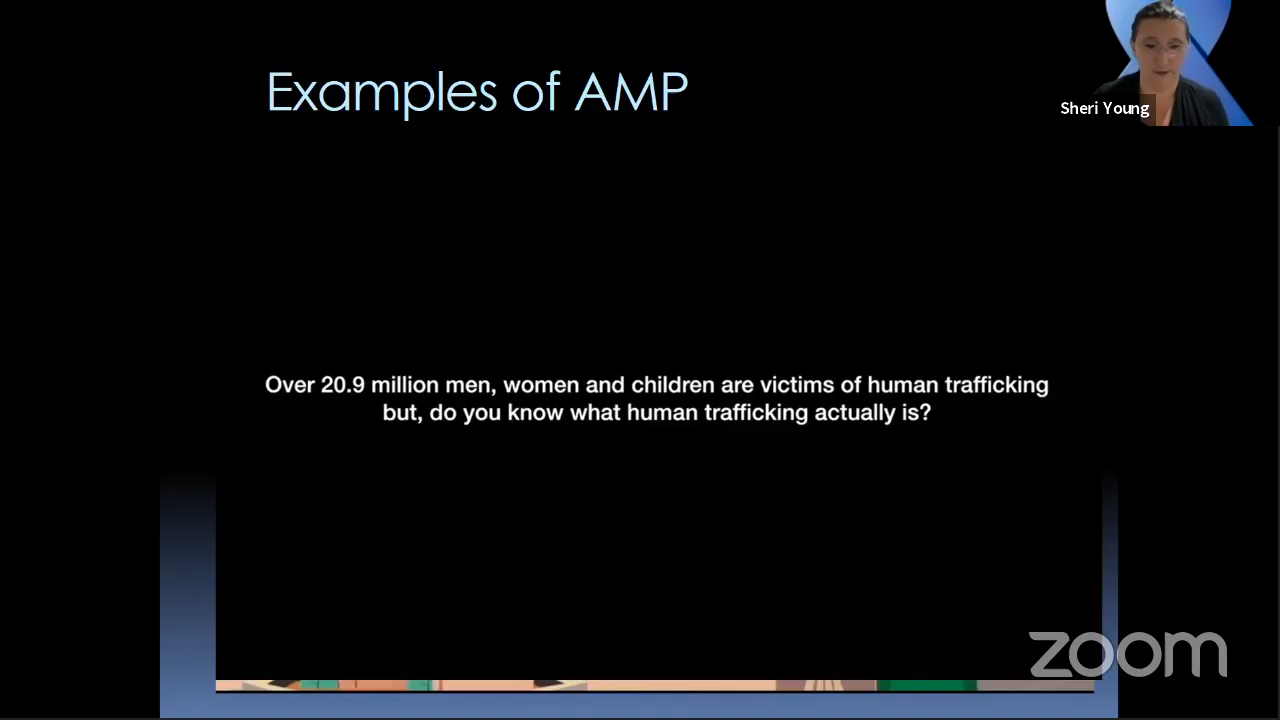 Examples of AMP
Sheri Young
Over 20.9 million men, women and children are victims of human trafficking
but, do you know what human trafficking actually is?
zoom